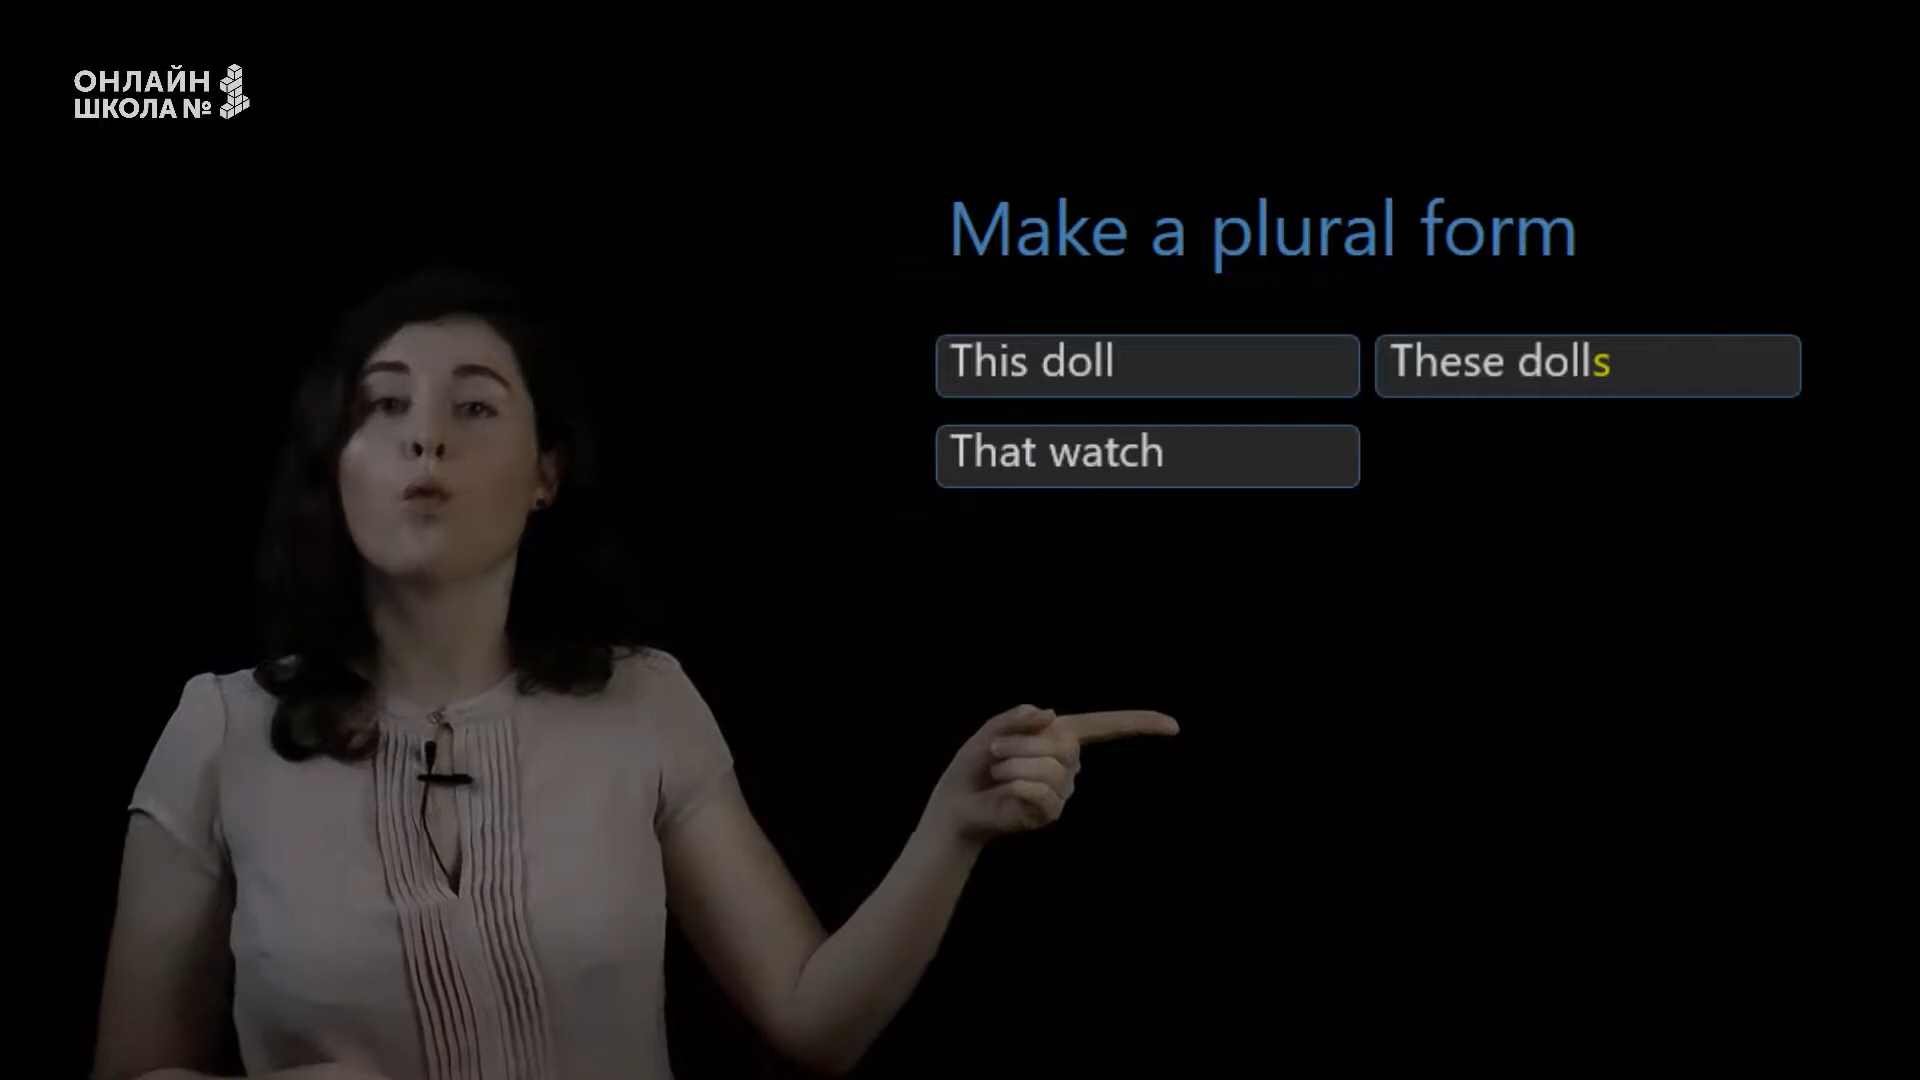 ОНЛАЙН
ШКОЛА №
Make a plural form
This doll
These dolls
That watch